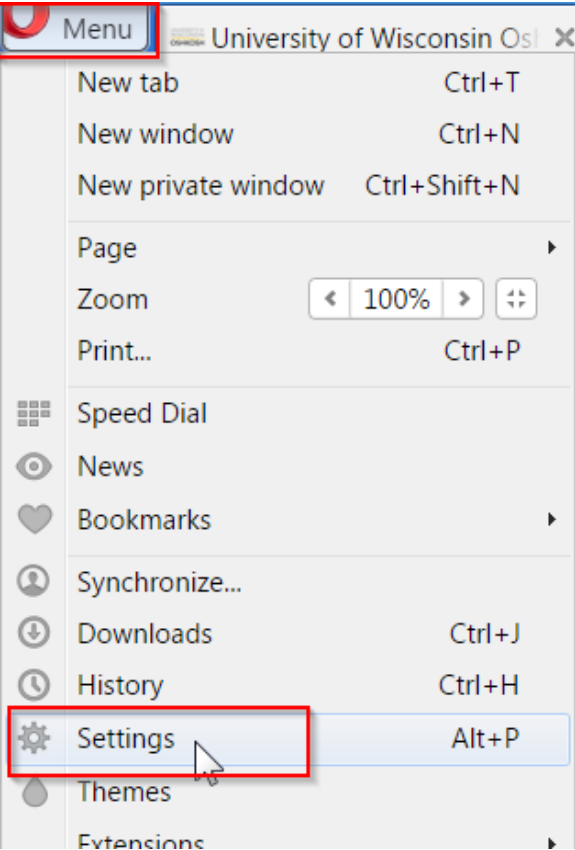 Menu
University of Wisconsin Os
New tab Ctrl+T
New window Ctrl+N
New private window Ctrl+Shift+N
Page
Zoom 100%
Print... Ctrl+P
Speed Dial
News
Bookmarks
Synchronize...
Downloads Ctrl+J
History Ctrl+H
Settings Alt+P
Themes
Extensions